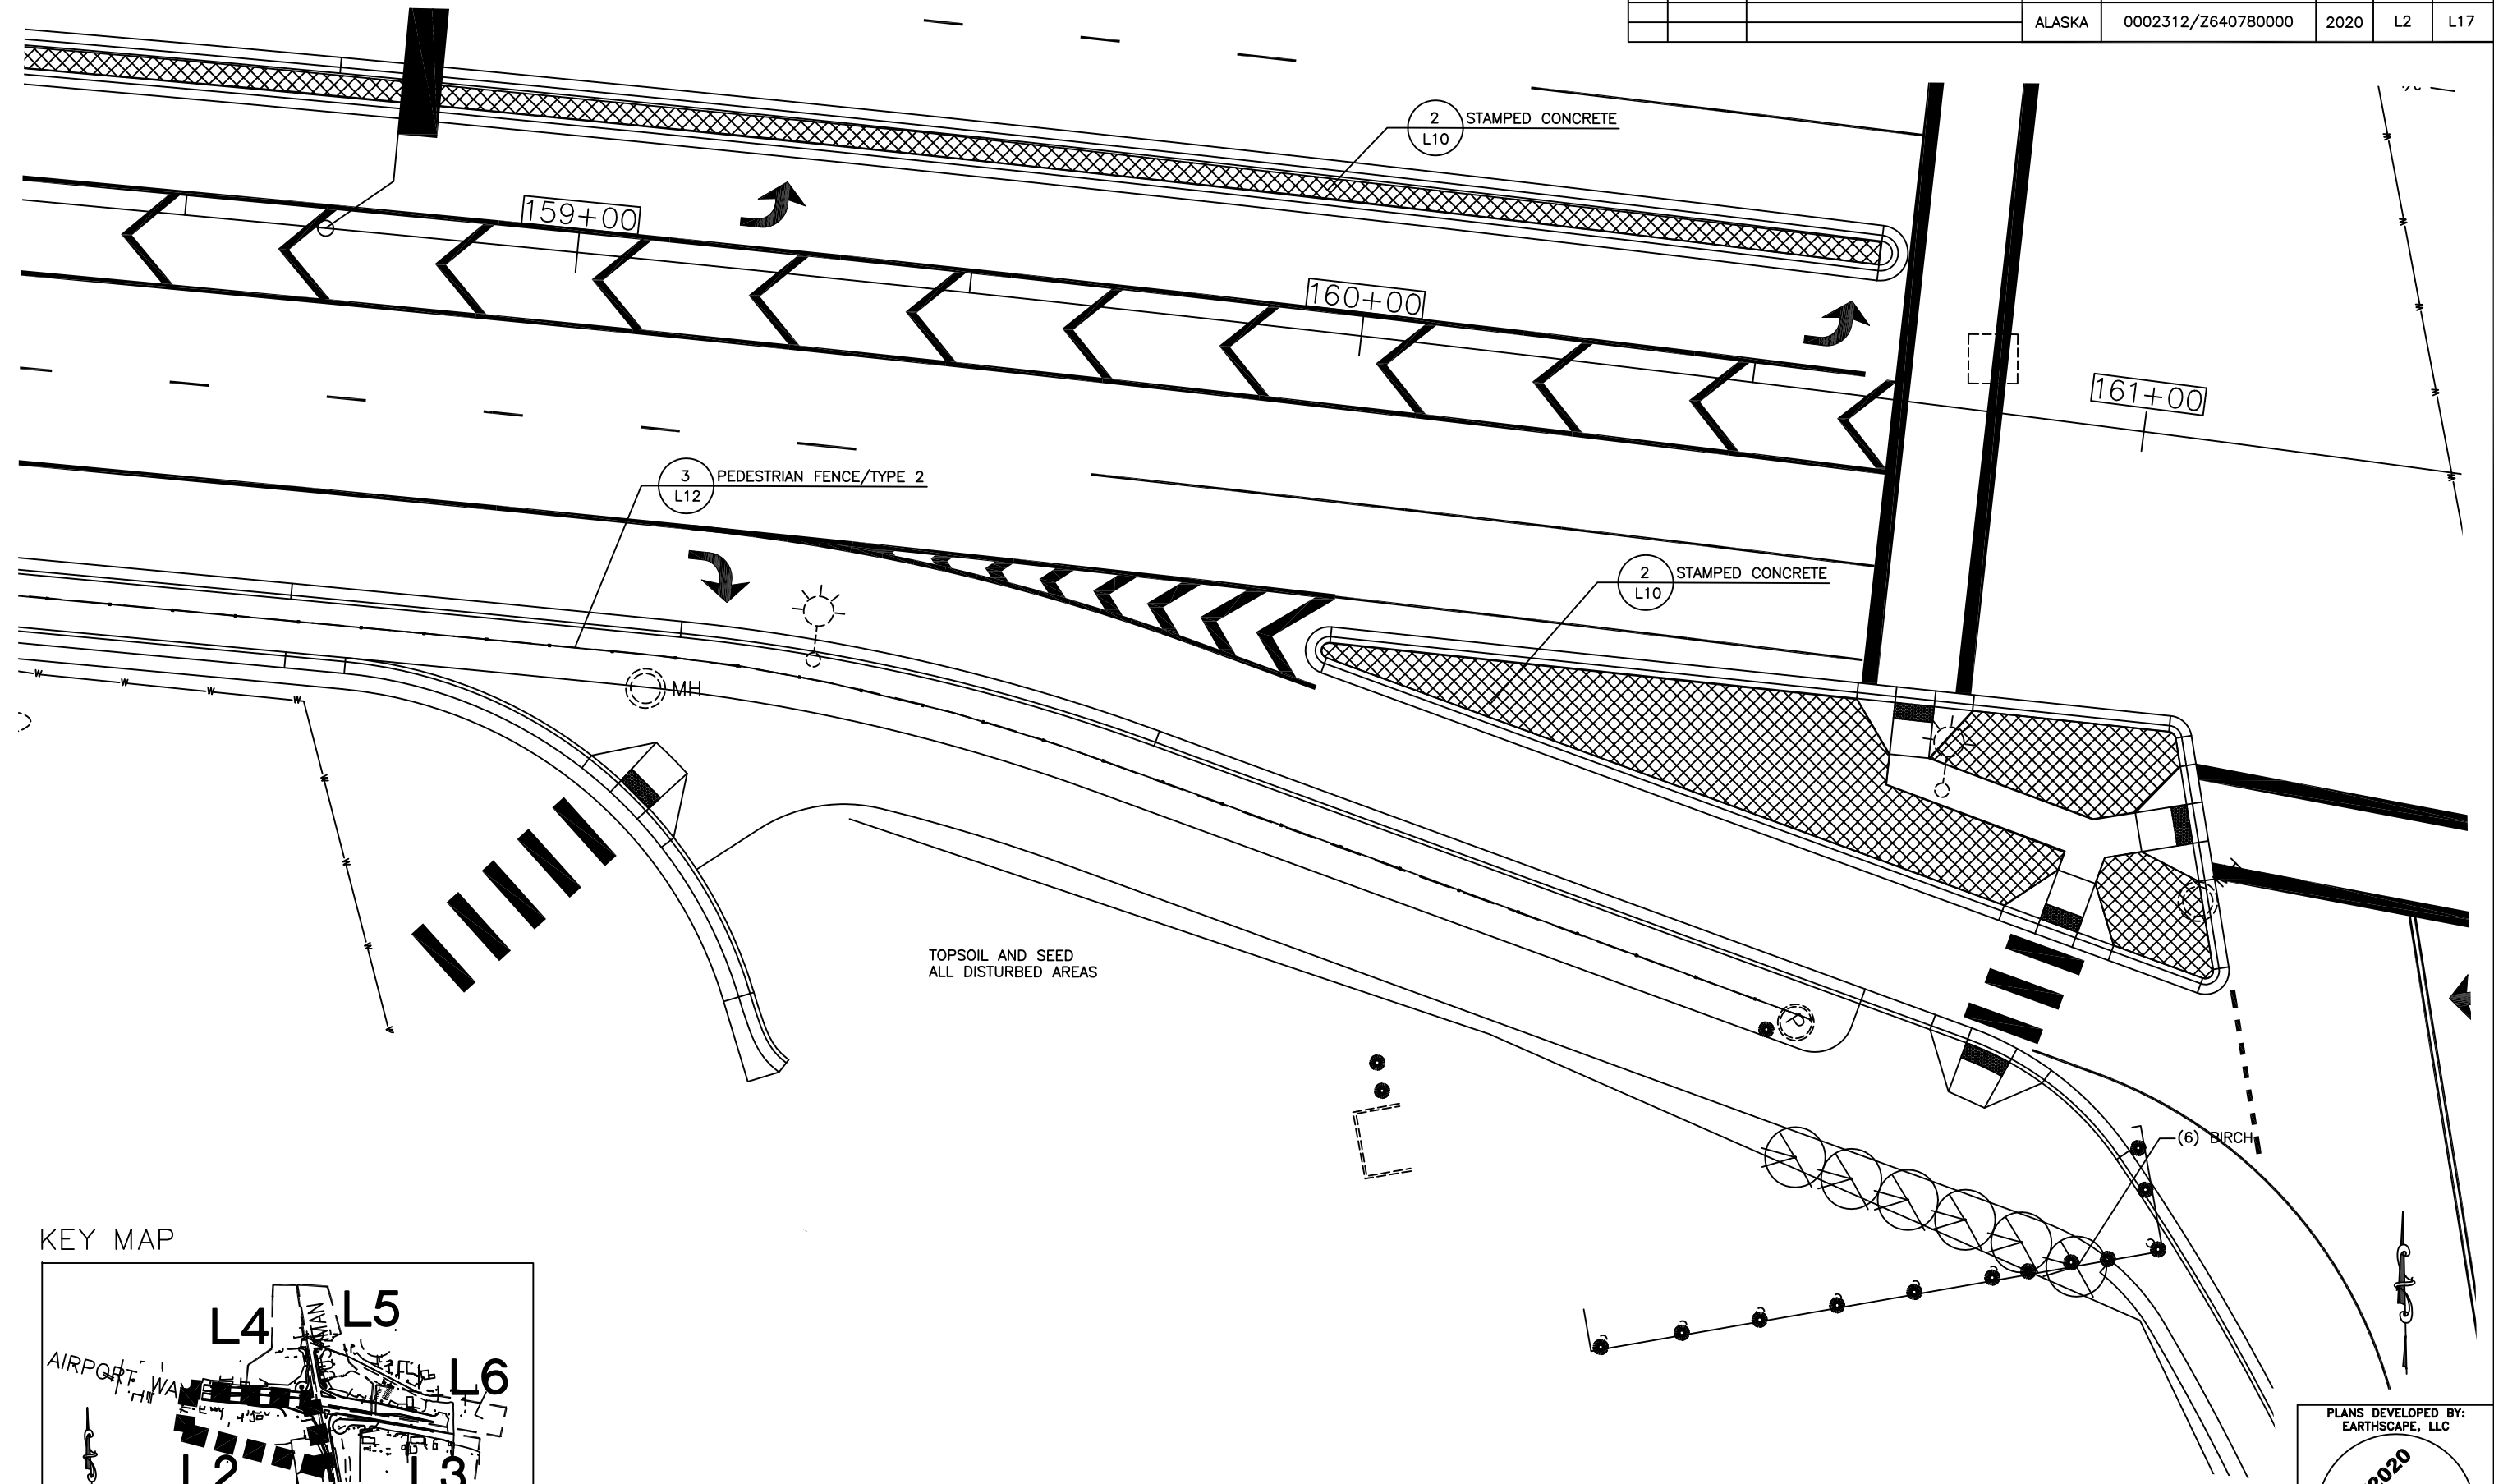 ALASKA 0002312/Z640780000 2020 L2 L17
2
L10
STAMPED CONCRETE
159+00
160+00
161+00
3
L12
PEDESTRIAN FENCE/TYPE 2
2
L10
STAMPED CONCRETE
MH
TOPSOIL AND SEED
ALL DISTURBED AREAS
P
(6) BIRCH
KEY MAP
L4
L5
L6
AIRPORT WAY
L2
L3
PLANS DEVELOPED BY:
EARTHSCAPE, LLC
2020
W W W W
W
W
W
W